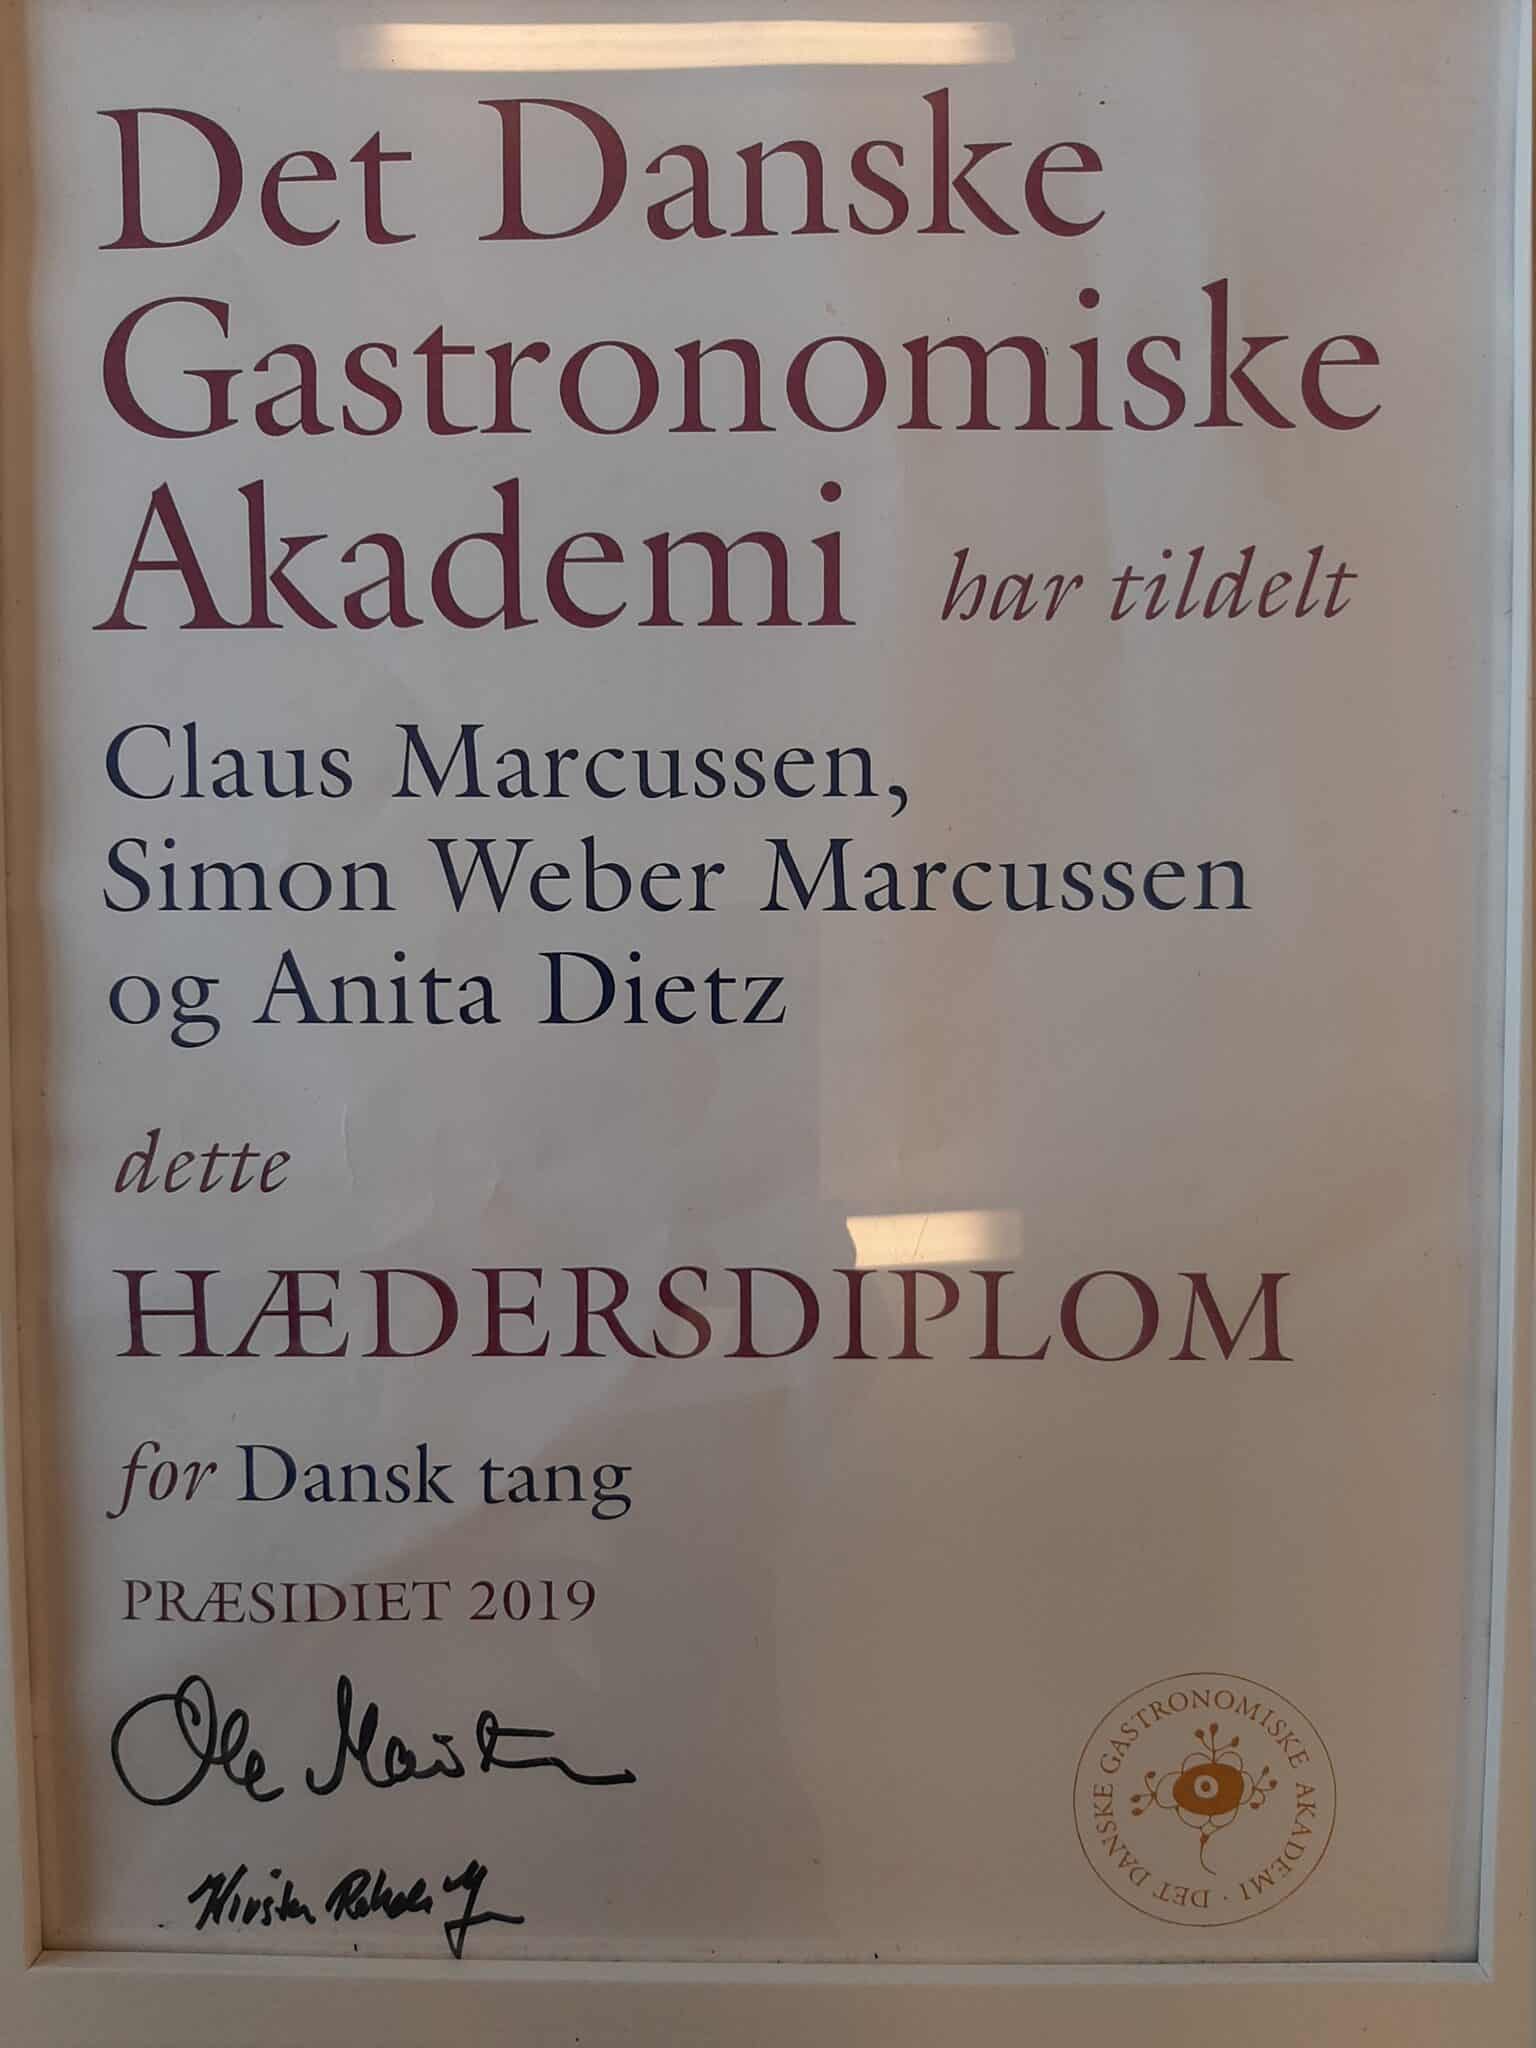 Det Danske
Gastronomiske
Akademi har tildelt
Claus Marcussen,
Simon Weber Marcussen
og Anita Dietz
dette
HÆDERSDIPLOM
for Dansk tang
PRÆSIDIET 2019
Ole
DET DANSKE GASTRONOMISKE AKADEMI ·